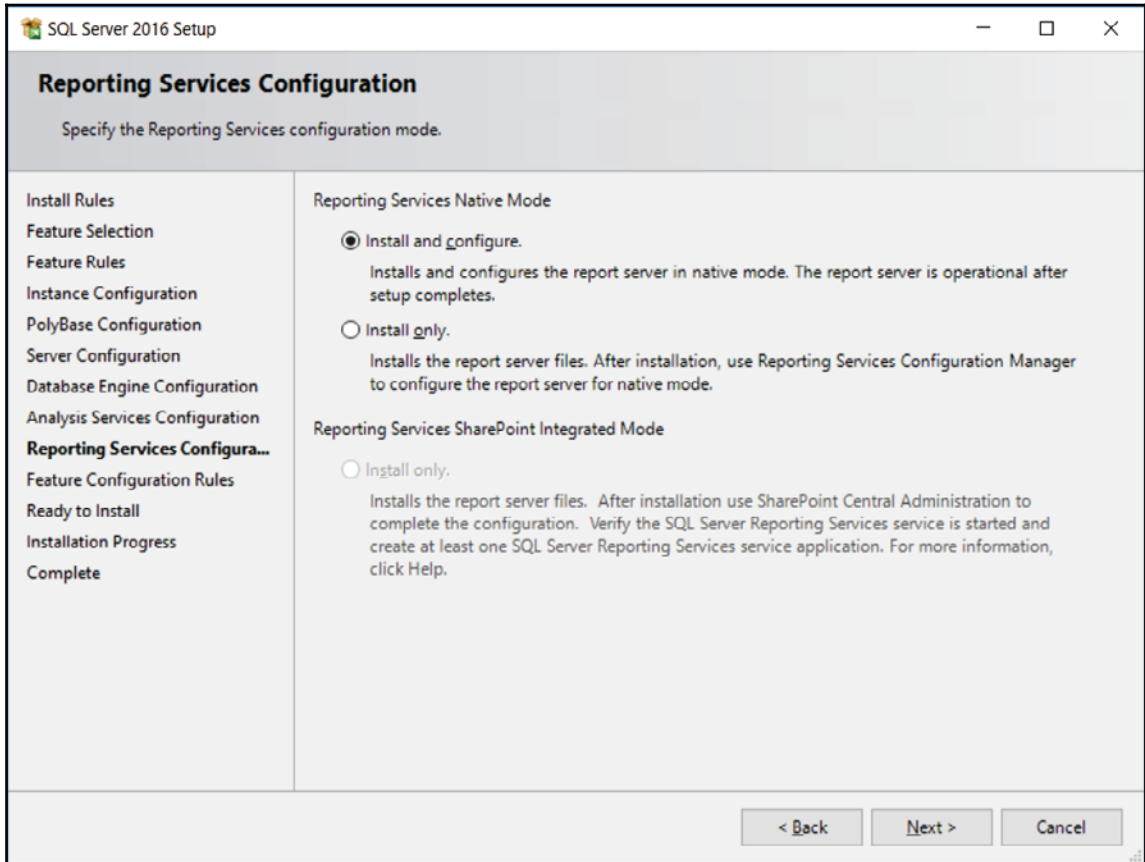 SQL Server 2016 Setup
Reporting Services Configuration
Specify the Reporting Services configuration mode.
Install Rules
Feature Selection
Feature Rules
Instance Configuration
PolyBase Configuration
Server Configuration
Database Engine Configuration
Analysis Services Configuration
Reporting Services Configura...
Feature Configuration Rules
Ready to Install
Installation Progress
Complete
Reporting Services Native Mode
Install and configure.
Installs and configures the report server in native mode. The report server is operational after
setup completes.
Install only.
Installs the report server files. After installation, use Reporting Services Configuration Manager
to configure the report server for native mode.
Reporting Services SharePoint Integrated Mode
Install only.
Installs the report server files. After installation use SharePoint Central Administration to
complete the configuration. Verify the SQL Server Reporting Services service is started and
create at least one SQL Server Reporting Services service application. For more information,
click Help.
< Back
Next >
Cancel